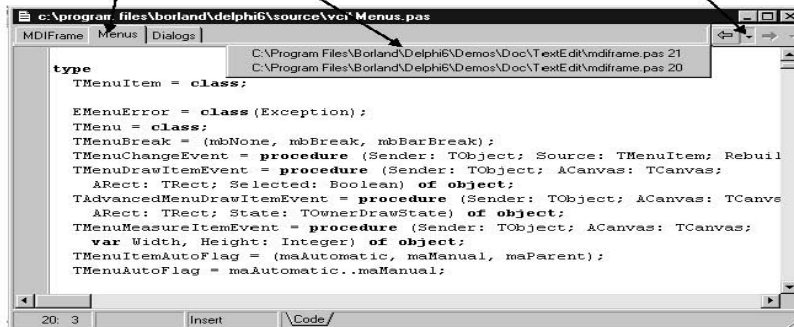 c:\program files\borland\delphi6\source\vcl\Menus.pas
MDIFrame Menus Dialogs
C:\Program Files\Borland\Delphi6\Demos\Doc\TextEdit\mdiframe.pas 21
C:\Program Files\Borland\Delphi6\Demos\Doc\TextEdit\mdiframe.pas 20
type
TMenuItem = class;
EMenuError = class(Exception);
TMenu = class;
TMenuBreak = (mbNone, mbBreak, mbBarBreak);
TMenuChangeEvent = procedure (Sender: TObject; Source: TMenuItem; Rebuil
TMenuDrawItemEvent = procedure (Sender: TObject; ACanvas: TCanvas;
ARect: TRect; Selected: Boolean) of object;
TAdvancedMenuDrawItemEvent = procedure (Sender: TObject; ACanvas: TCanva
ARect: TRect; State: TOwnerDrawState) of object;
TMenuMeasureItemEvent = procedure (Sender: TObject; ACanvas: TCanvas;
var Width, Height: Integer) of object;
TMenuItemAutoFlag = (maAutomatic, maManual, maParent);
TMenuAutoFlag = maAutomatic..maManual;
20: 3 Insert \Code/